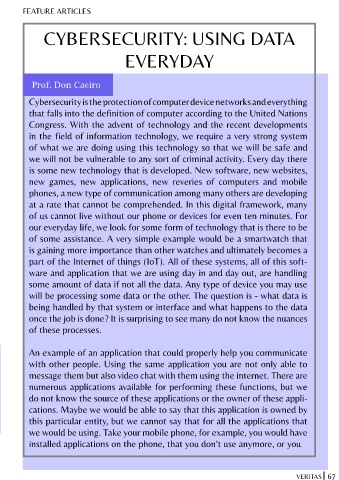 FEATURE ARTICLES
CYBERSECURITY: USING DATA
EVERYDAY
Prof. Don Caeiro
Cybersecurity is the protection of computer device networks and everything
that falls into the definition of computer according to the United Nations
Congress. With the advent of technology and the recent developments
in the field of information technology, we require a very strong system
of what we are doing using this technology so that we will be safe and
we will not be vulnerable to any sort of criminal activity. Every day there
is some new technology that is developed. New software, new websites,
new games, new applications, new reveries of computers and mobile
phones, a new type of communication among many others are developing
at a rate that cannot be comprehended. In this digital framework, many
of us cannot live without our phone or devices for even ten minutes. For
our everyday life, we look for some form of technology that is there to be
of some assistance. A very simple example would be a smartwatch that
is gaining more importance than other watches and ultimately becomes a
part of the Internet of things (IoT). All of these systems, all of this soft-
ware and application that we are using day in and day out, are handling
some amount of data if not all the data. Any type of device you may use
will be processing some data or the other. The question is - what data is
being handled by that system or interface and what happens to the data
once the job is done? It is surprising to see many do not know the nuances
of these processes.
An example of an application that could properly help you communicate
with other people. Using the same application you are not only able to
message them but also video chat with them using the internet. There are
numerous applications available for performing these functions, but we
do not know the source of these applications or the owner of these appli-
cations. Maybe we would be able to say that this application is owned by
this particular entity, but we cannot say that for all the applications that
we would be using. Take your mobile phone, for example, you would have
installed applications on the phone, that you don't use anymore, or you
VERITAS | 67